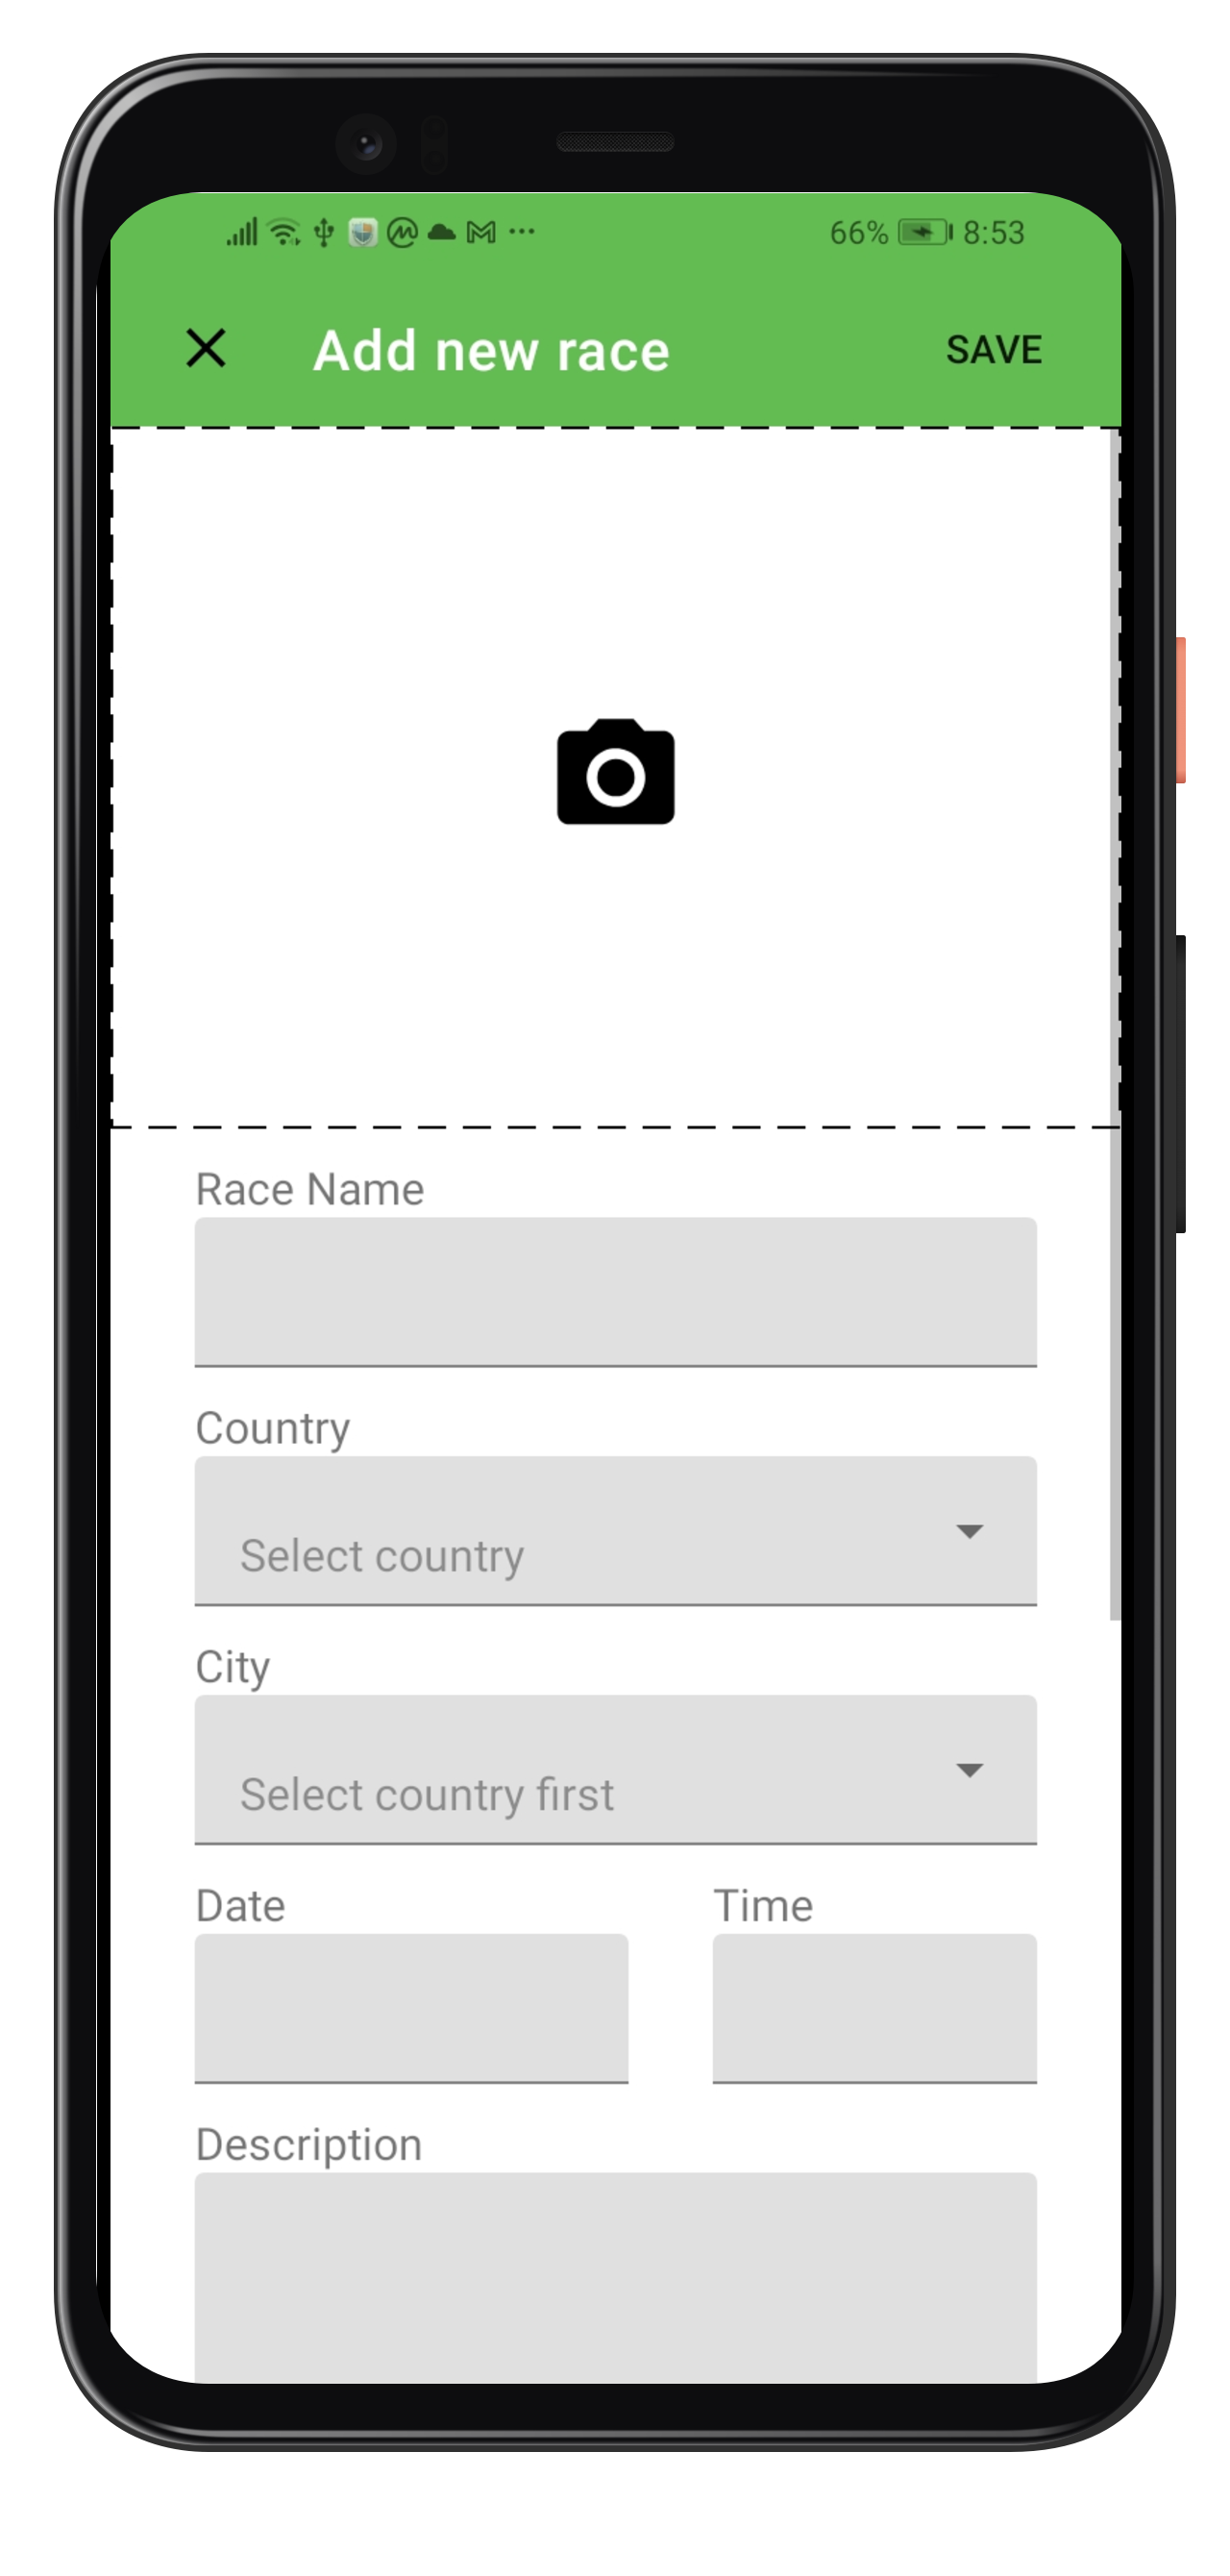 66% 8:53
Add new race SAVE
Race Name
Country
Select country
City
Select country first
Date Time
Description